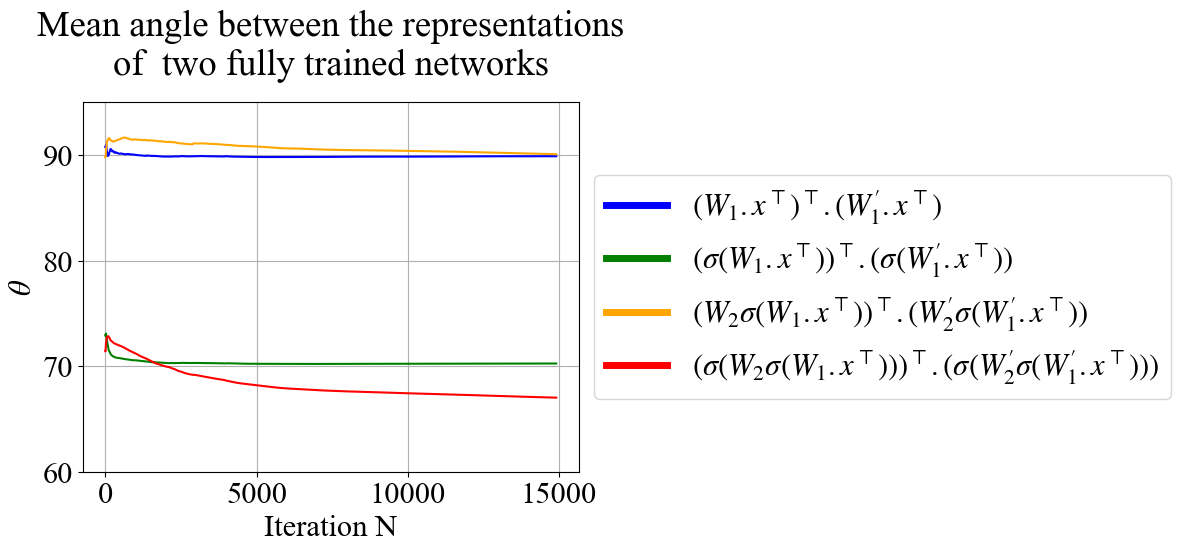 Mean angle between the representations
of two fully trained networks
90
80
70
60
θ
0 5000 10000 15000
Iteration N
(W₁.x⊤)⊤.(W₁′.x⊤)
(σ(W₁.x⊤))⊤.(σ(W₁′.x⊤))
(W₂σ(W₁.x⊤))⊤.(W₂′σ(W₁′.x⊤))
(σ(W₂σ(W₁.x⊤)))⊤.(σ(W₂′σ(W₁′.x⊤)))